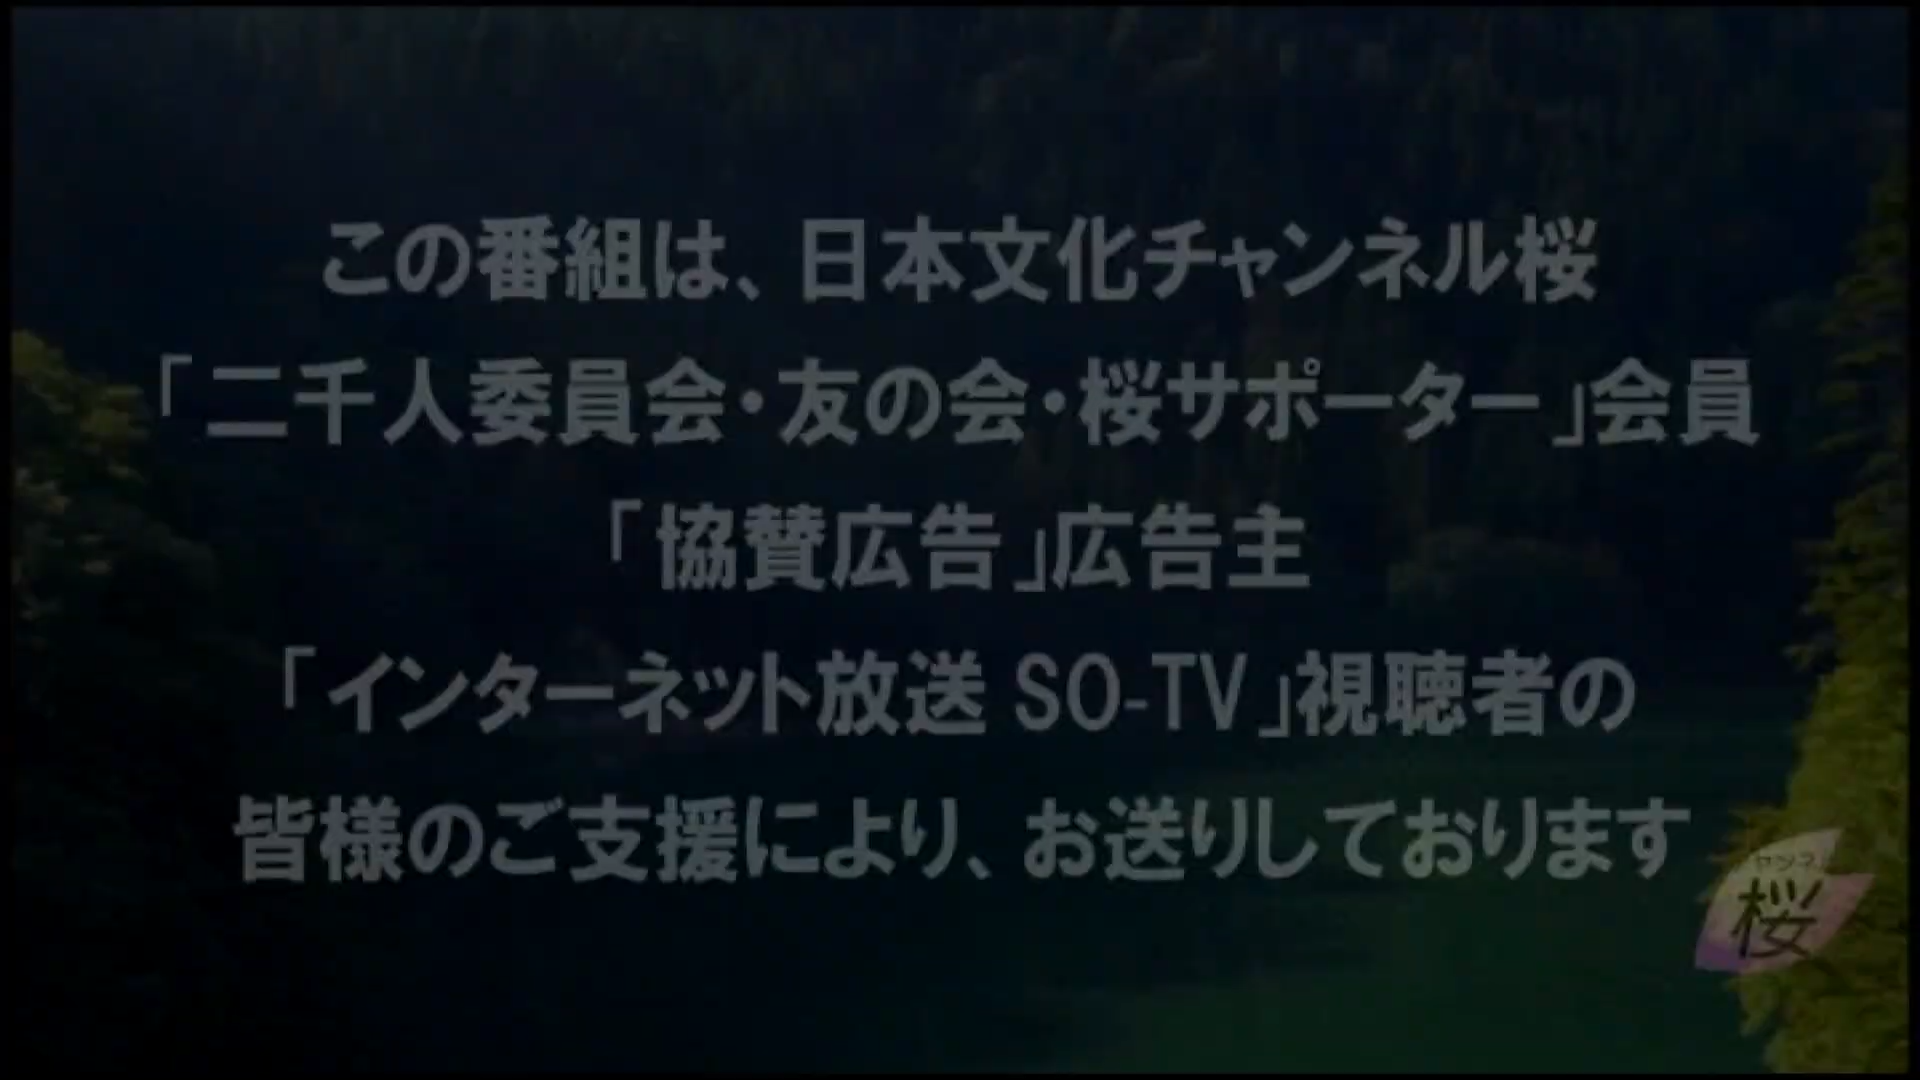 この番組は、日本文化チャンネル桜
「二千人委員会・友の会・桜サポーター」会員
「協賛広告」広告主
「インターネット放送 SO-TV」視聴者の
皆様のご支援により、お送りしております
桜